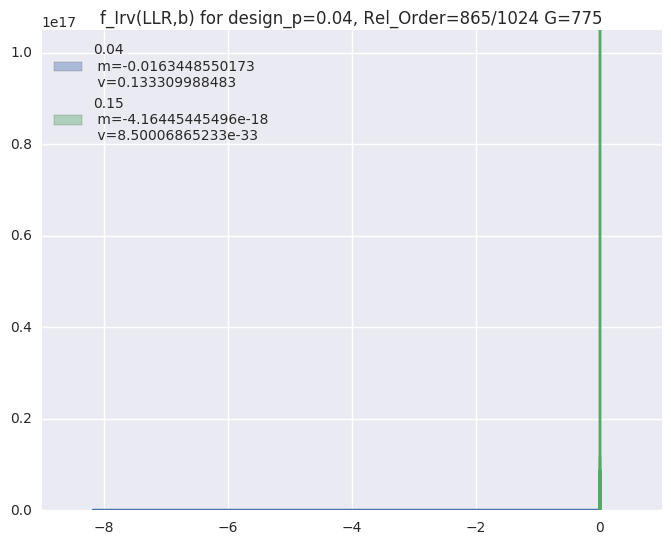 f_Irv(LLR,b) for design_p=0.04, Rel_Order=865/1024 G=775
1e17
0.04
m=-0.0163448550173
v=0.133309988483
0.15
m=-4.16445445496e-18
v=8.50006865233e-33
1.0
0.8
0.6
0.4
0.2
0.0
−8
−6
−4
−2
0